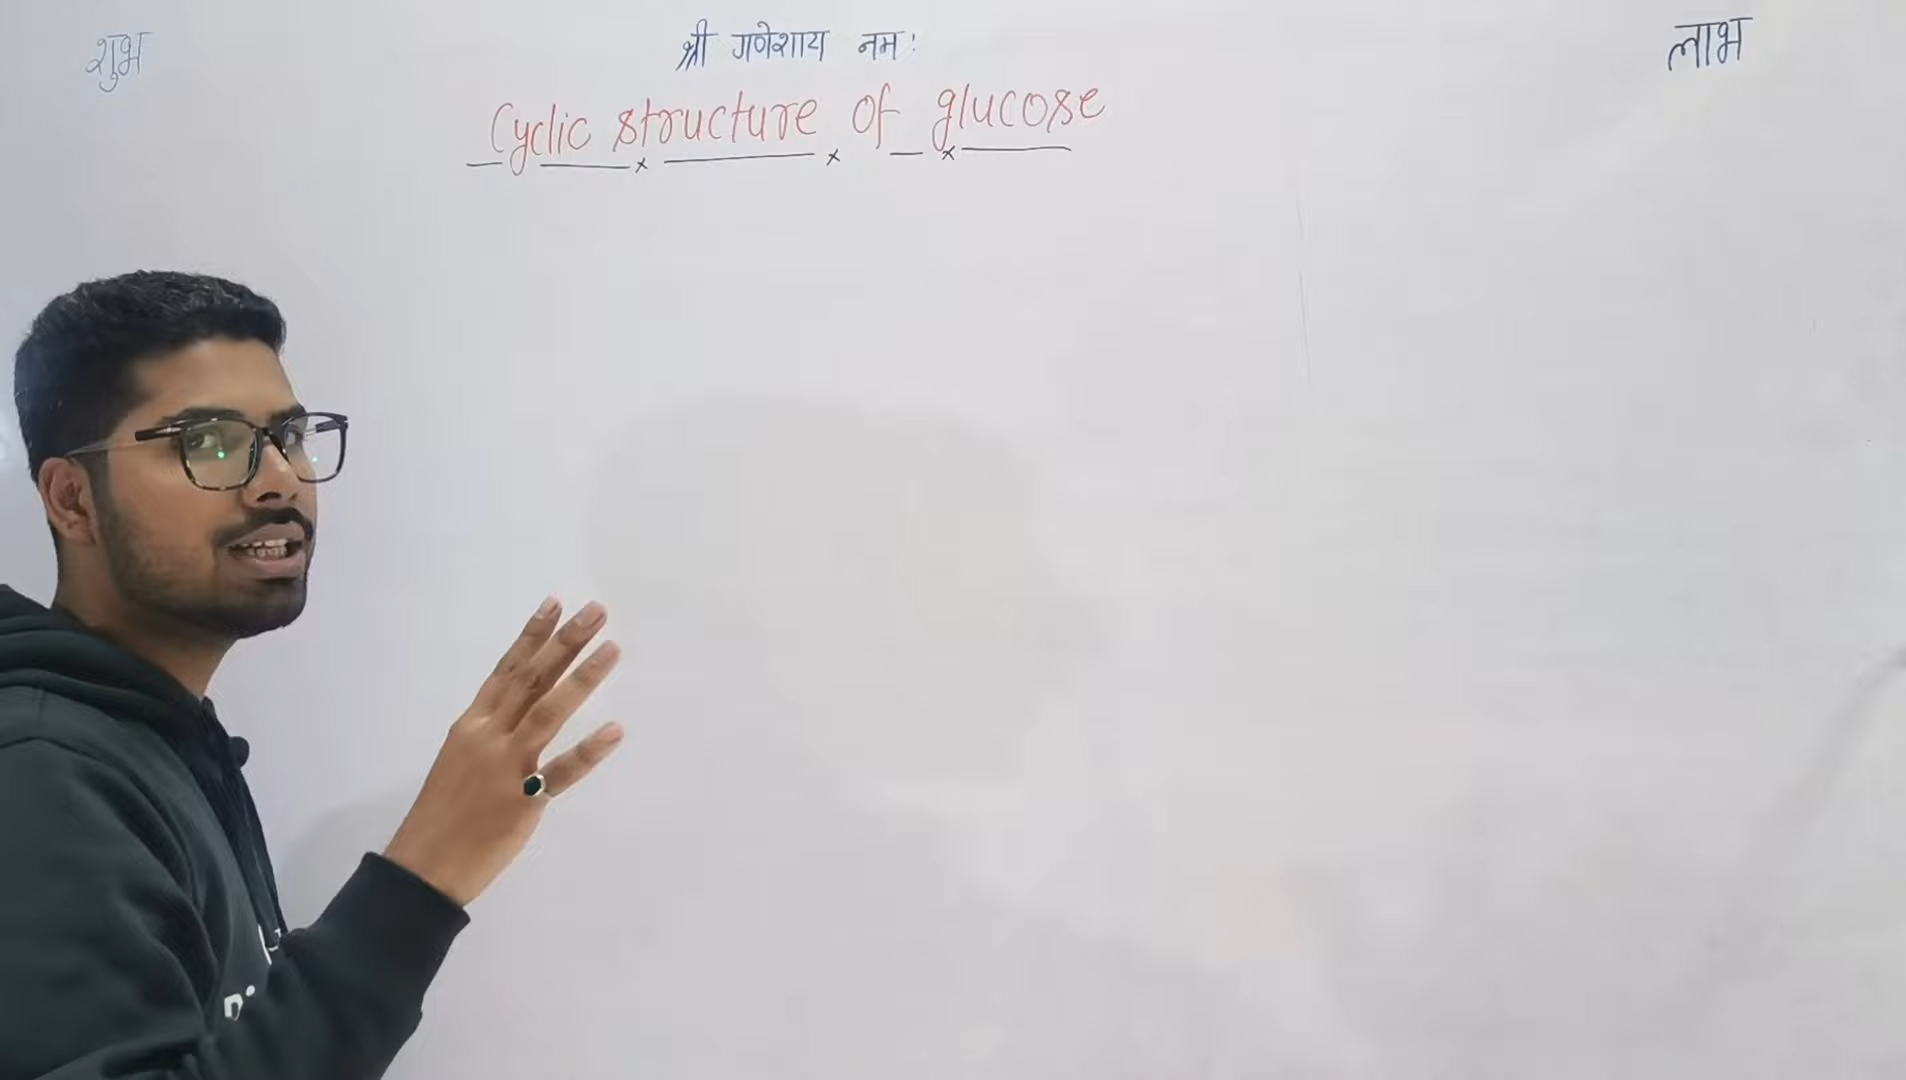 शुभ श्री गणेशाय नमः लाभ
Cyclic structure of glucose